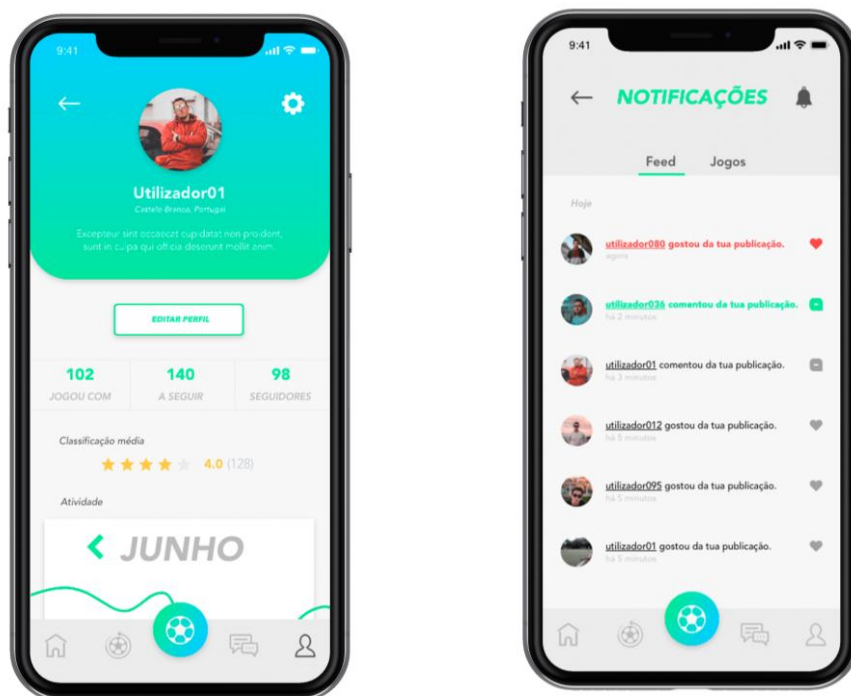 9:41
Utilizador01
Castelo-Branco, Portugal
Excepteur sint occaecat cupidatat non proident,
sunt in culpa qui officia deserunt mollit anim.
EDITAR PERFIL
102
140
98
JOGOU COM
A SEGUIR
SEGUIDORES
Classificação média
4.0 (128)
Atividade
JUNHO
9:41
NOTIFICAÇÕES
Feed
Jogos
Hoje
utilizador080 gostou da tua publicação.
agora
utilizador036 comentou da tua publicação.
há 2 minutos
utilizador01 comentou da tua publicação.
há 3 minutos
utilizador012 gostou da tua publicação.
há 5 minutos
utilizador095 gostou da tua publicação.
há 5 minutos
utilizador01 gostou da tua publicação.
há 5 minutos